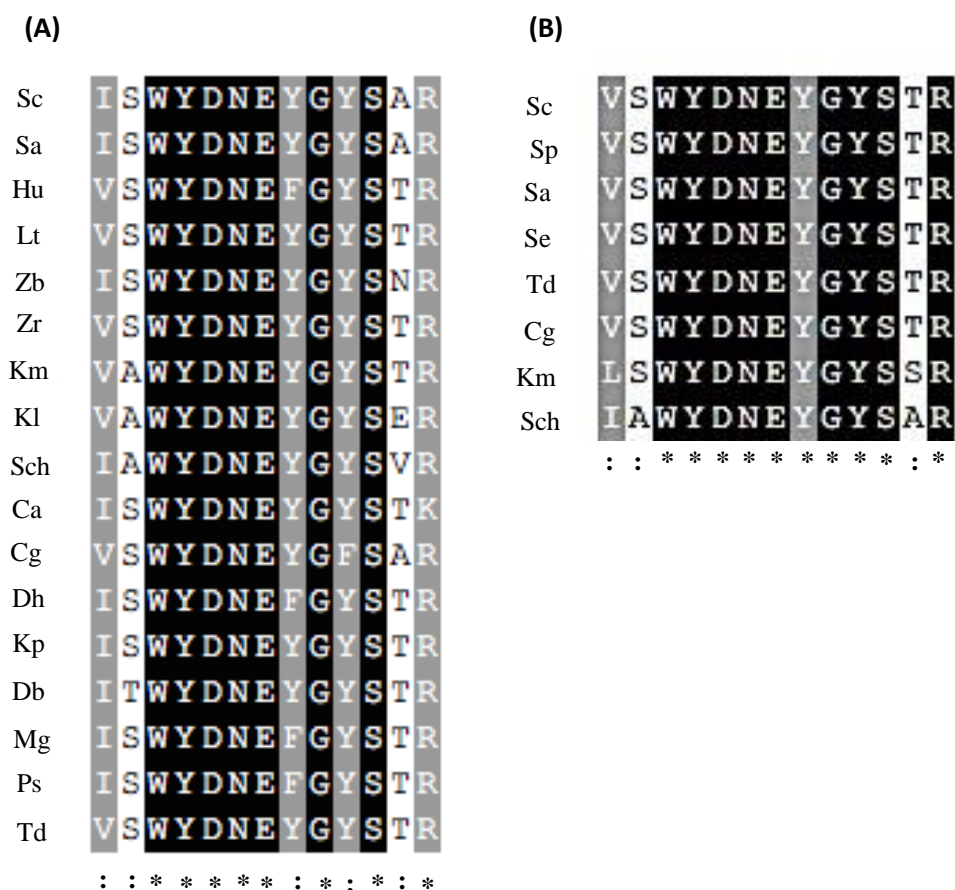 (A)
Sc ISWYDNEYGYSAR
Sa ISWYDNEYGYSAR
Hu VSWYDNEFGYSTR
Lt VSWYDNEYGYSTR
Zb ISWYDNEYGYSNR
Zr VSWYDNEYGYSTR
Km VAWYDNEYGYSTR
Kl VAWYDNEYGYSER
Sch IAWYDNEYGYSVR
Ca ISWYDNEYGYSTK
Cg VSWYDNEYGFSAR
Dh ISWYDNEFGYSTR
Kp ISWYDNEYGYSTR
Db ITWYDNEYGYSTR
Mg ISWYDNEFGYSTR
Ps ISWYDNEFGYSTR
Td VSWYDNEYGYSTR
: : * * * * * : * : * : *
(B)
Sc VSWYDNEYGYSTR
Sp VSWYDNEYGYSTR
Sa VSWYDNEYGYSTR
Se VSWYDNEYGYSTR
Td VSWYDNEYGYSTR
Cg VSWYDNEYGYSTR
Km LSWYDNEYGYSSR
Sch IAWYDNEYGYSAR
: : * * * * * * * * * : *